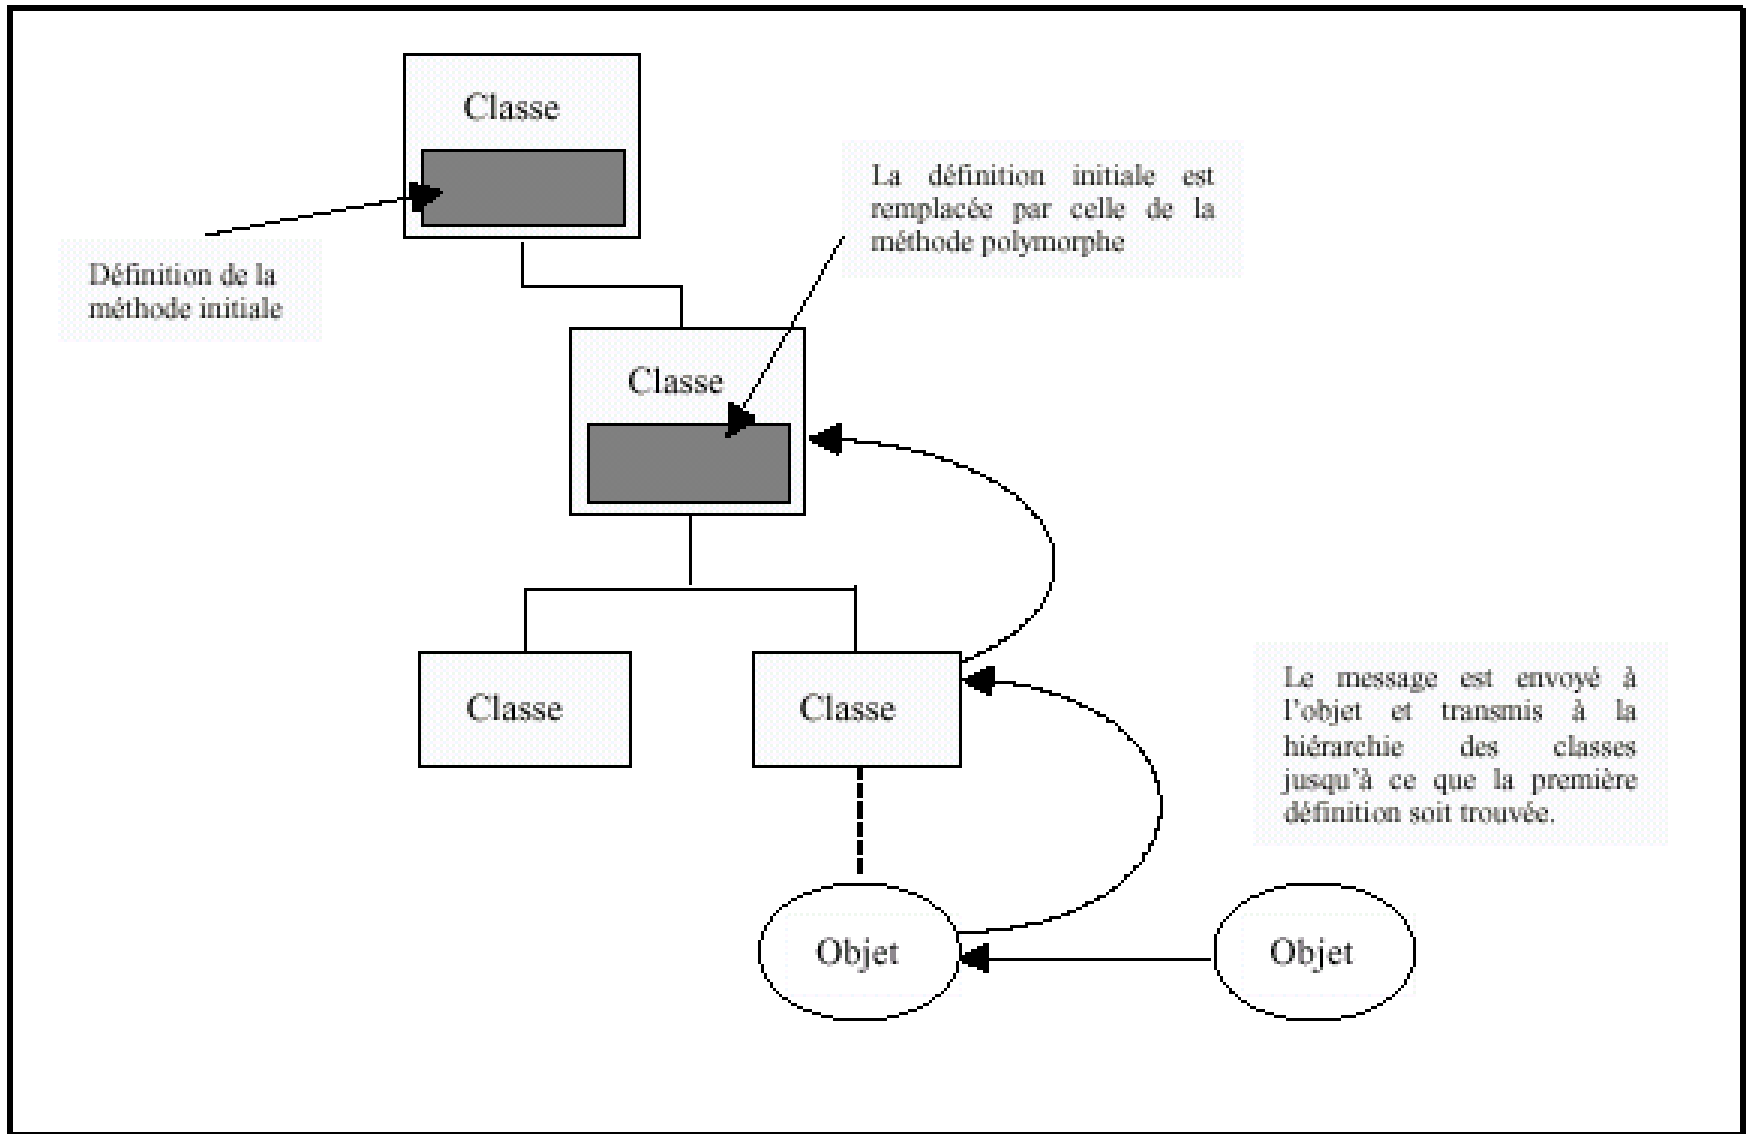 Classe
La définition initiale est
remplacée par celle de la
méthode polymorphe
Définition de la
méthode initiale
Classe
Classe
Classe
Le message est envoyé à
l'objet et transmis à la
hiérarchie des classes
jusqu'à ce que la première
définition soit trouvée.
Objet
Objet